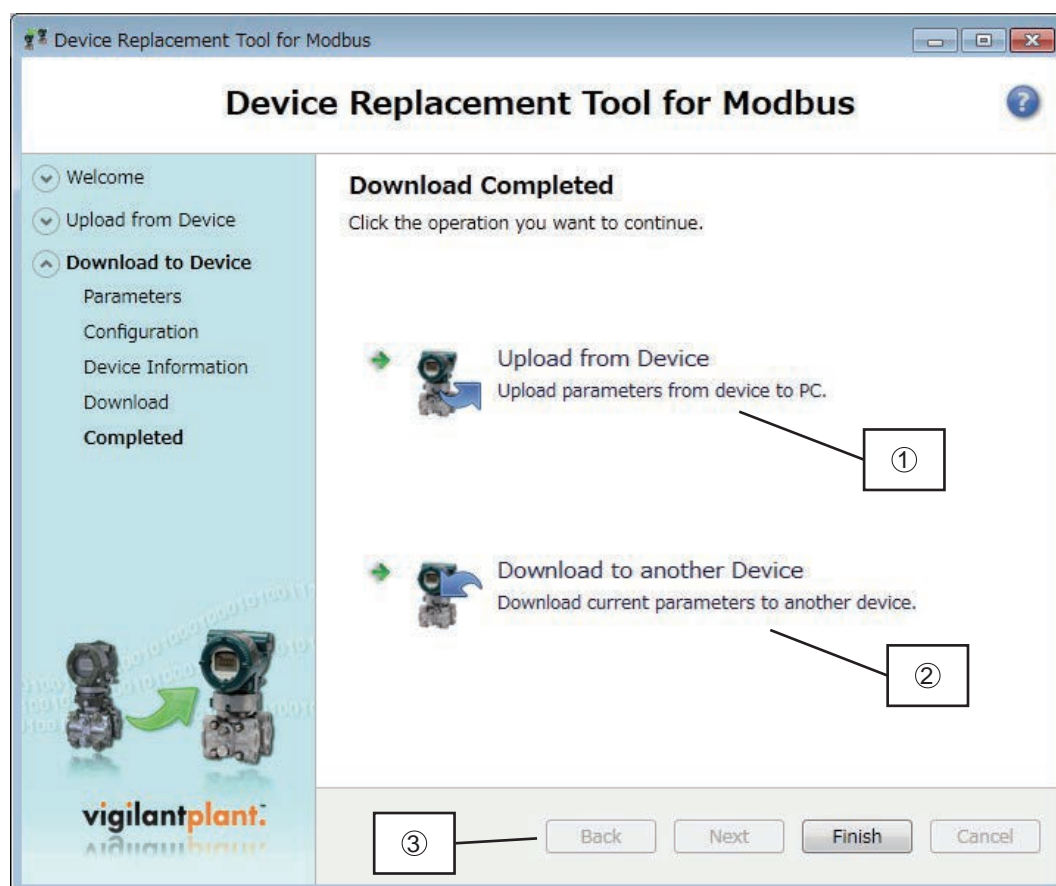 Device Replacement Tool for Modbus
Device Replacement Tool for Modbus
?
Welcome
Upload from Device
Download to Device
Parameters
Configuration
Device Information
Download
Completed
vigilantplant.
Download Completed
Click the operation you want to continue.
Upload from Device
Upload parameters from device to PC.
①
Download to another Device
Download current parameters to another device.
②
③
Back Next Finish Cancel